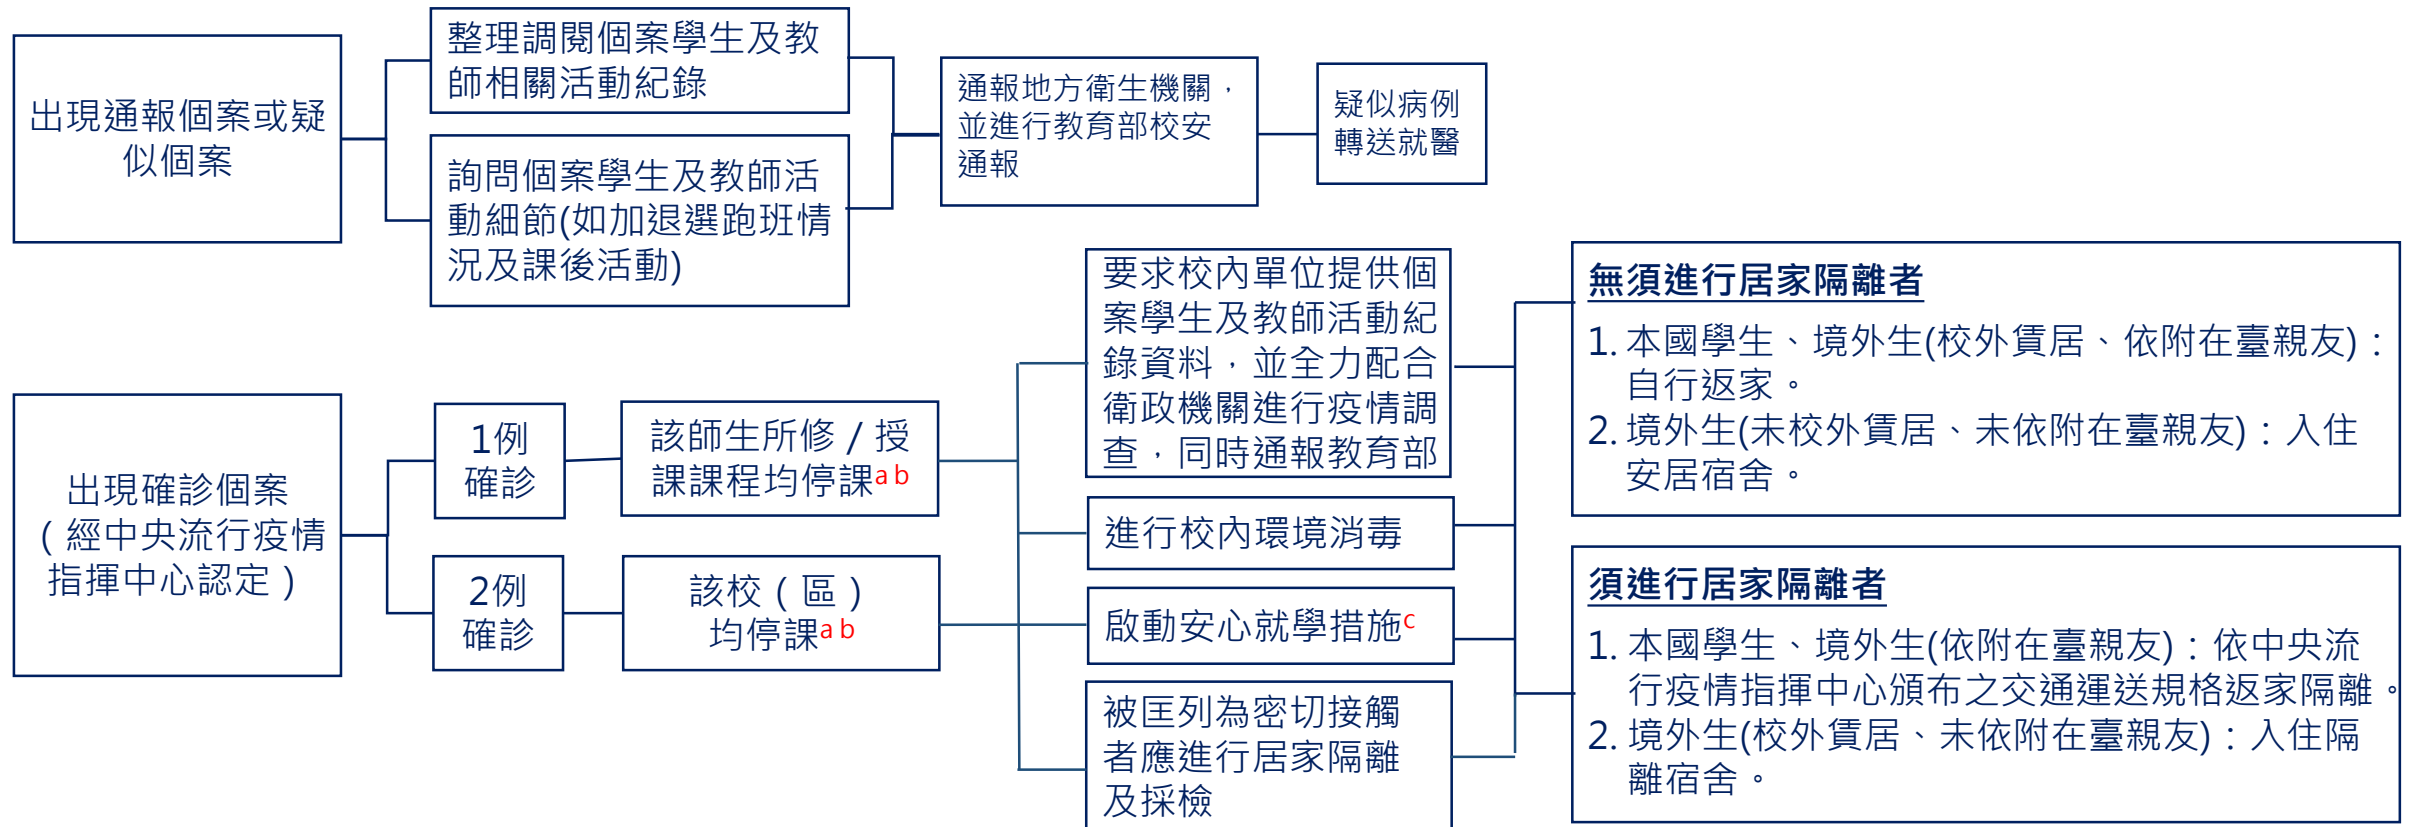 出現通報個案或疑
似個案
整理調閱個案學生及教
師相關活動紀錄
詢問個案學生及教師活
動細節(如加退選跑班情
況及課後活動)
通報地方衛生機關，
並進行教育部校安
通報
疑似病例
轉送就醫
出現確診個案
（經中央流行疫情
指揮中心認定）
1例
確診
該師生所修／授
課課程均停課a b
2例
確診
該校（區）
均停課a b
要求校內單位提供個
案學生及教師活動紀
錄資料，並全力配合
衛政機關進行疫情調
查，同時通報教育部
進行校內環境消毒
啟動安心就學措施c
被匡列為密切接觸
者應進行居家隔離
及採檢
無須進行居家隔離者
1. 本國學生、境外生(校外賃居、依附在臺親友)：
自行返家。
2. 境外生(未校外賃居、未依附在臺親友)：入住
安居宿舍。
須進行居家隔離者
1. 本國學生、境外生(依附在臺親友)：依中央流
行疫情指揮中心頒布之交通運送規格返家隔離。
2. 境外生(校外賃居、未依附在臺親友)：入住隔
離宿舍。